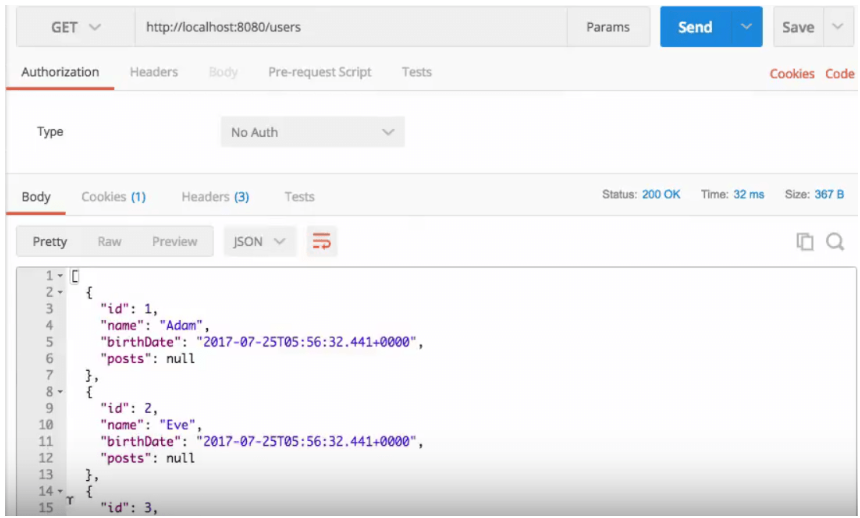 GET http://localhost:8080/users Params Send Save
Authorization Headers Body Pre-request Script Tests Cookies Code
Type No Auth
Body Cookies (1) Headers (3) Tests Status: 200 OK Time: 32 ms Size: 367 B
Pretty Raw Preview JSON
1 [
2 {
3 "id": 1,
4 "name": "Adam",
5 "birthDate": "2017-07-25T05:56:32.441+0000",
6 "posts": null
7 },
8 {
9 "id": 2,
10 "name": "Eve",
11 "birthDate": "2017-07-25T05:56:32.441+0000",
12 "posts": null
13 },
14 {
15 "id": 3,